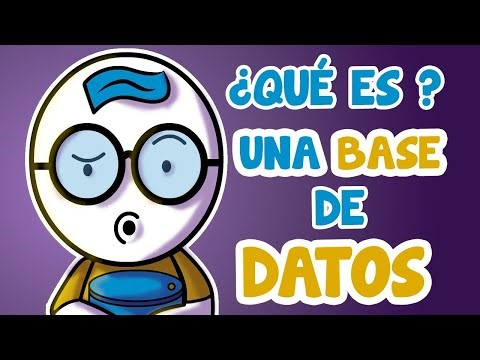 ¿QUÉ ES ?
UNA BASE
DE
DATOS